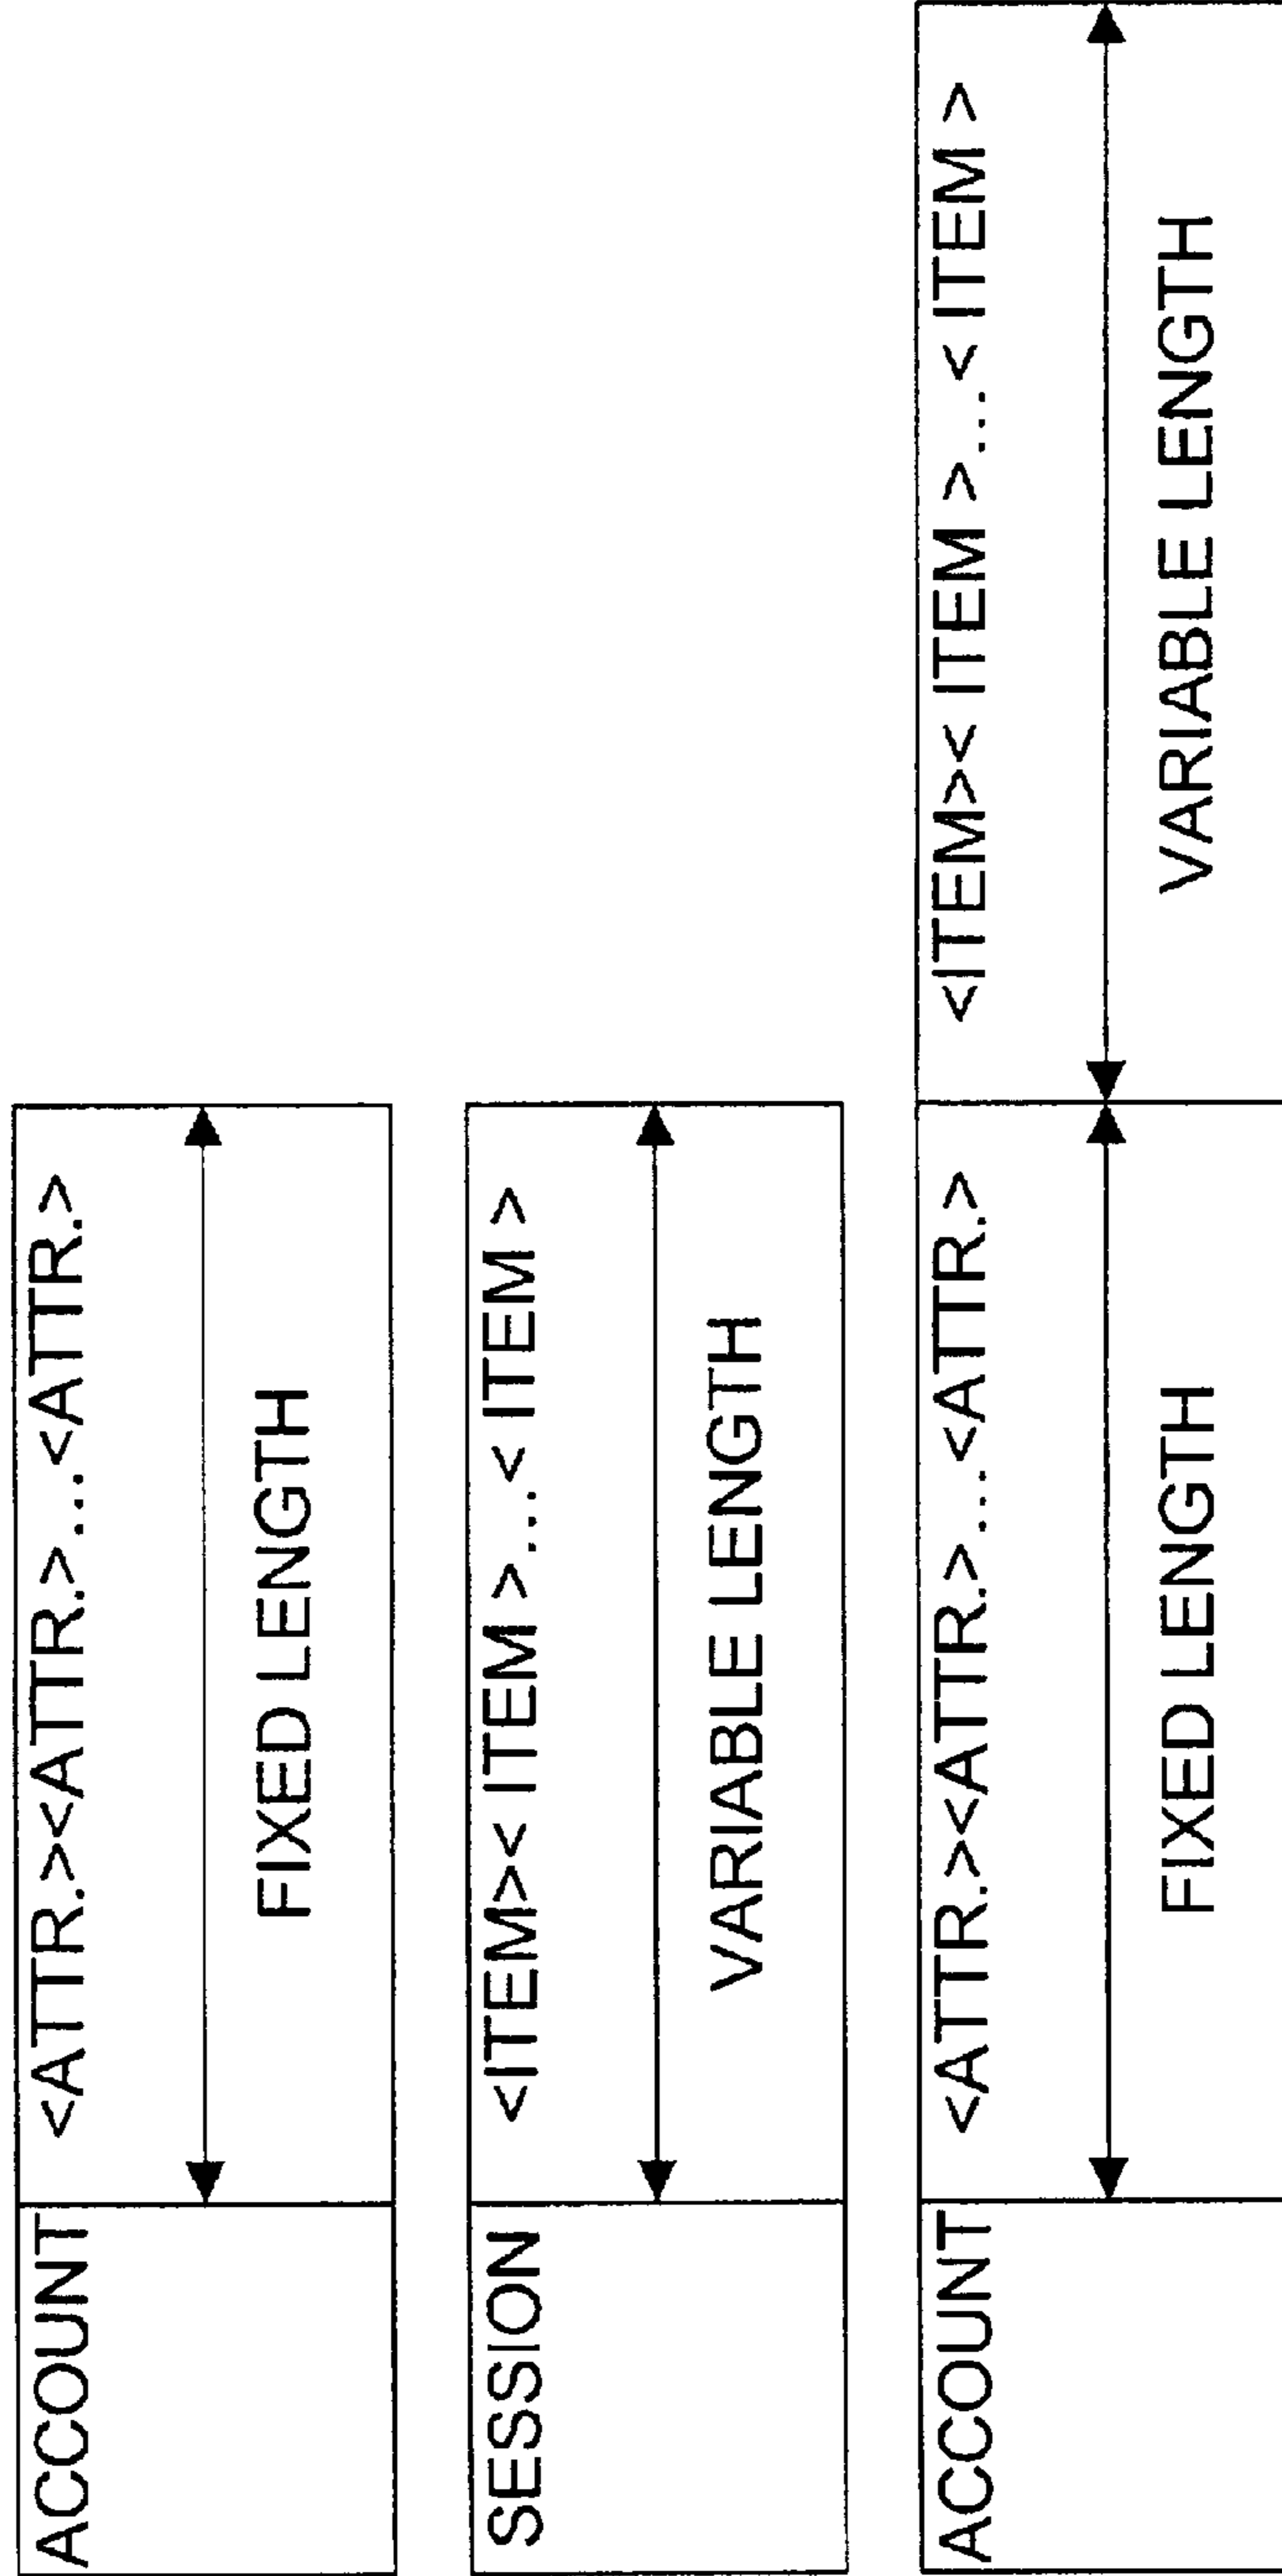 ACCOUNT <ATTR.><ATTR.>...<ATTR.>
FIXED LENGTH
SESSION <ITEM>< ITEM >...< ITEM >
VARIABLE LENGTH
ACCOUNT <ATTR.><ATTR.>...<ATTR.> <ITEM>< ITEM >...< ITEM >
FIXED LENGTH VARIABLE LENGTH